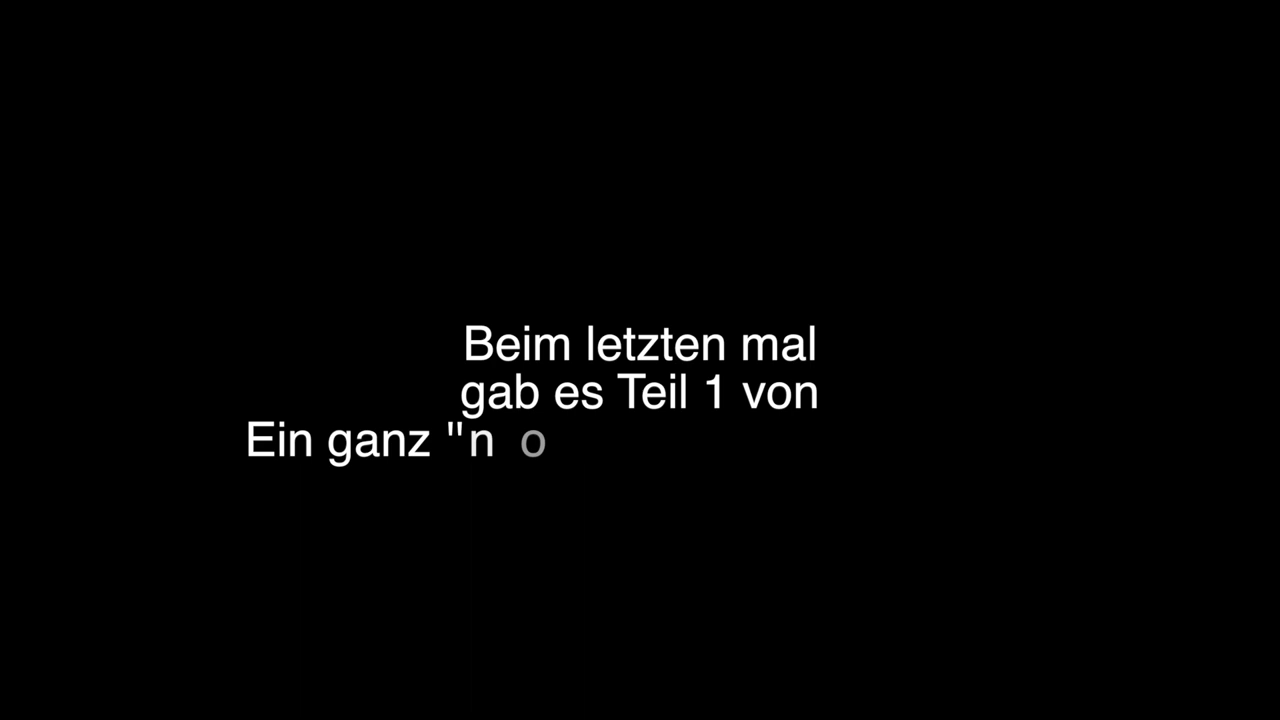 Beim letzten mal
gab es Teil 1 von
Ein ganz "n o